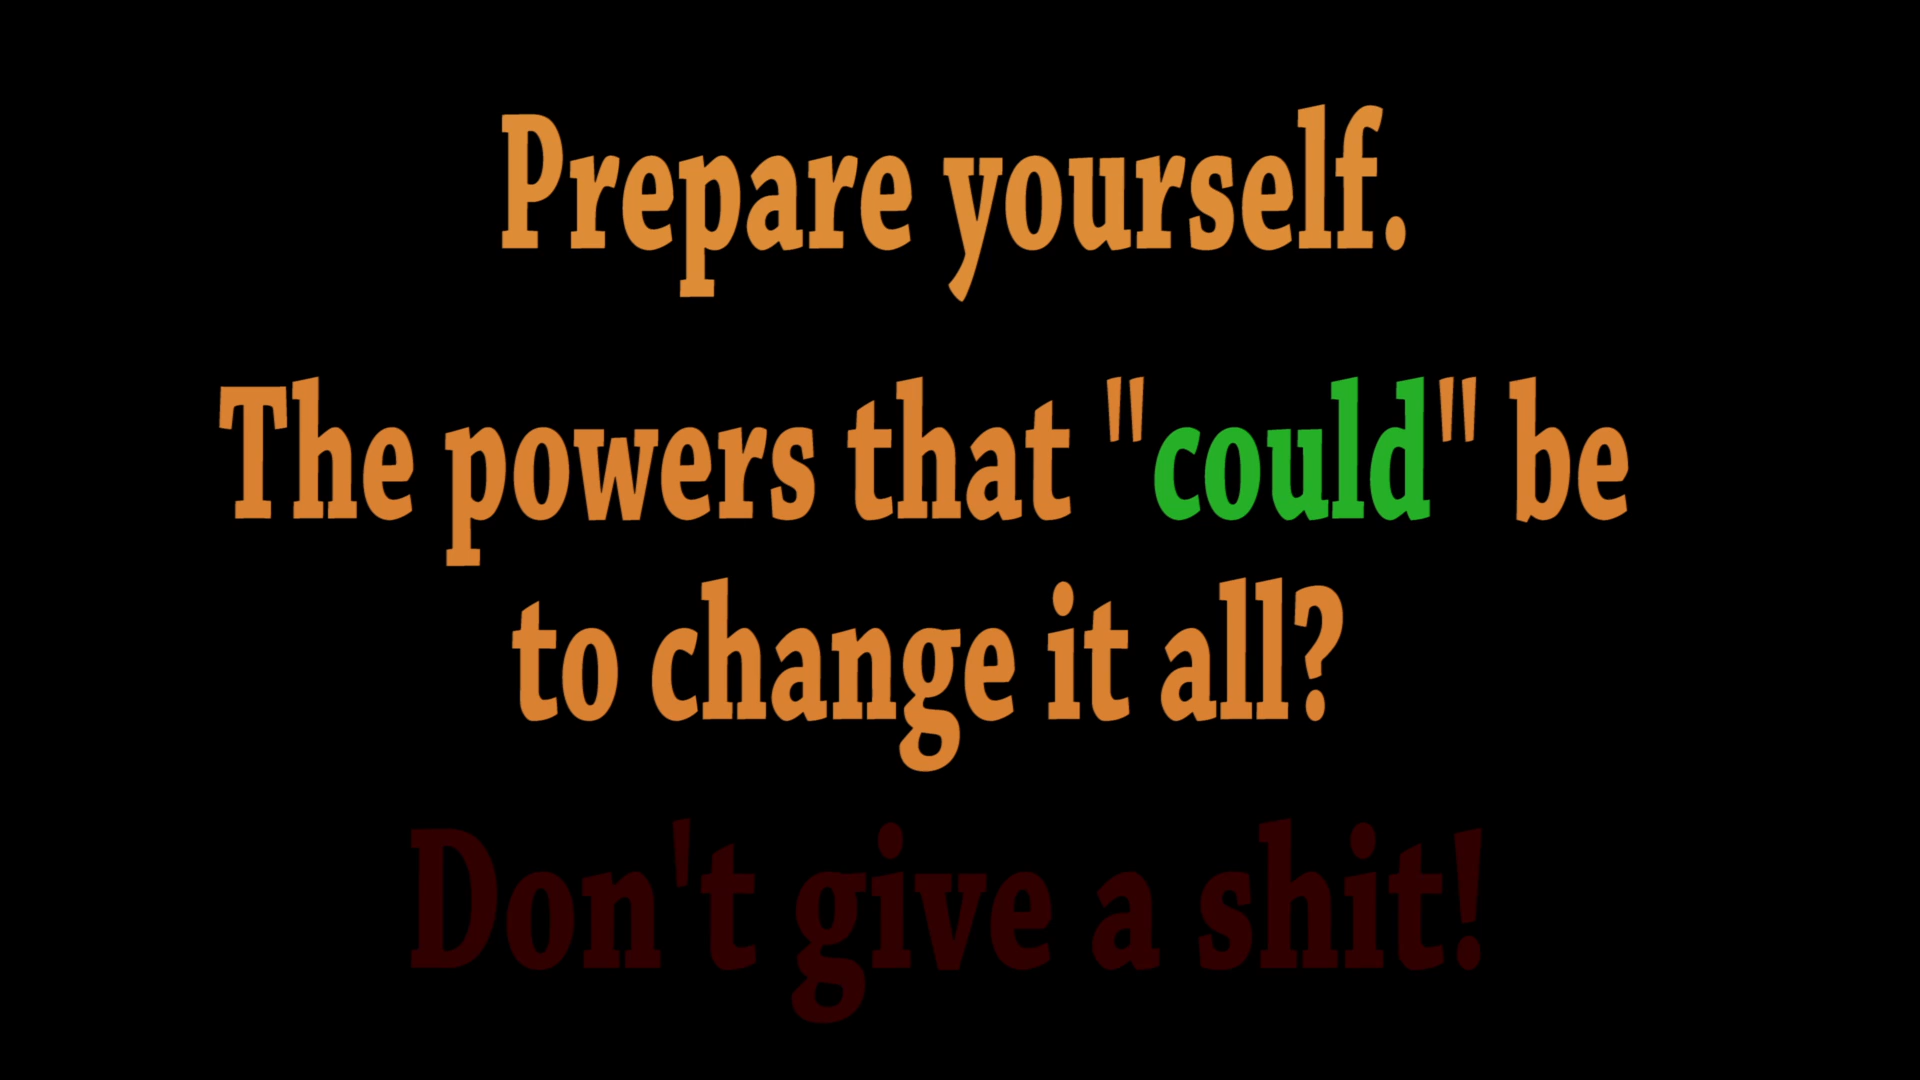 Prepare yourself.
The powers that "could" be
to change it all?
Don't give a shit!